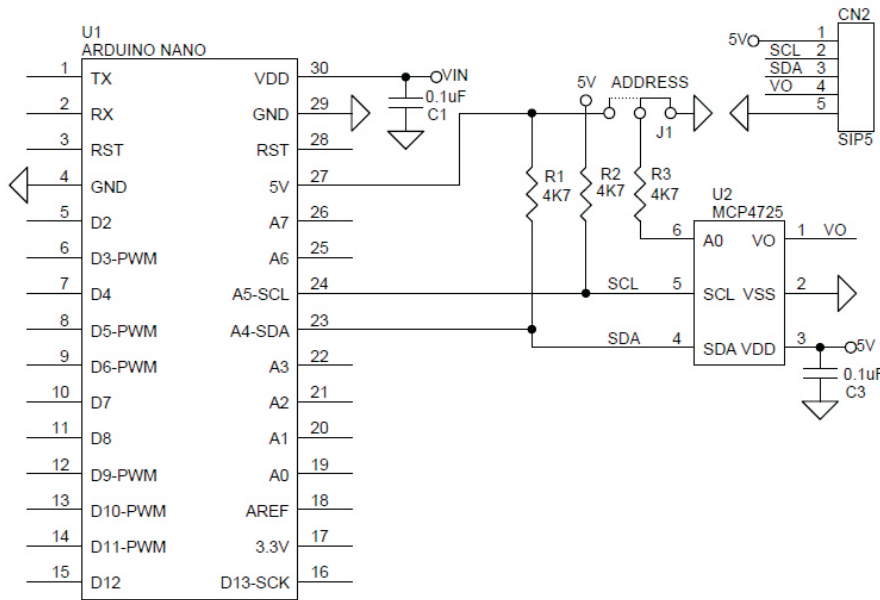 U1
ARDUINO NANO
1 TX VDD 30 VIN
2 RX GND 29
0.1uF
C1
3 RST RST 28
4 GND 5V 27
5 D2 A7 26
6 D3-PWM A6 25
7 D4 A5-SCL 24
8 D5-PWM A4-SDA 23
9 D6-PWM A3 22
10 D7 A2 21
11 D8 A1 20
12 D9-PWM A0 19
13 D10-PWM AREF 18
14 D11-PWM 3.3V 17
15 D12 D13-SCK 16
5V ADDRESS
J1
R1
4K7
R2
4K7
R3
4K7
SCL
SDA
CN2
5V 1
SCL 2
SDA 3
VO 4
5
SIP5
U2
MCP4725
6 A0 VO 1 VO
5 SCL VSS 2
4 SDA VDD 3 5V
0.1uF
C3